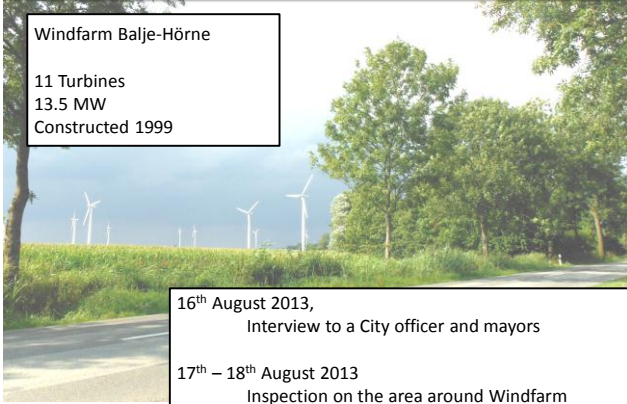 Windfarm Balje-Hörne
11 Turbines
13.5 MW
Constructed 1999
16th August 2013,
Interview to a City officer and mayors
17th – 18th August 2013
Inspection on the area around Windfarm